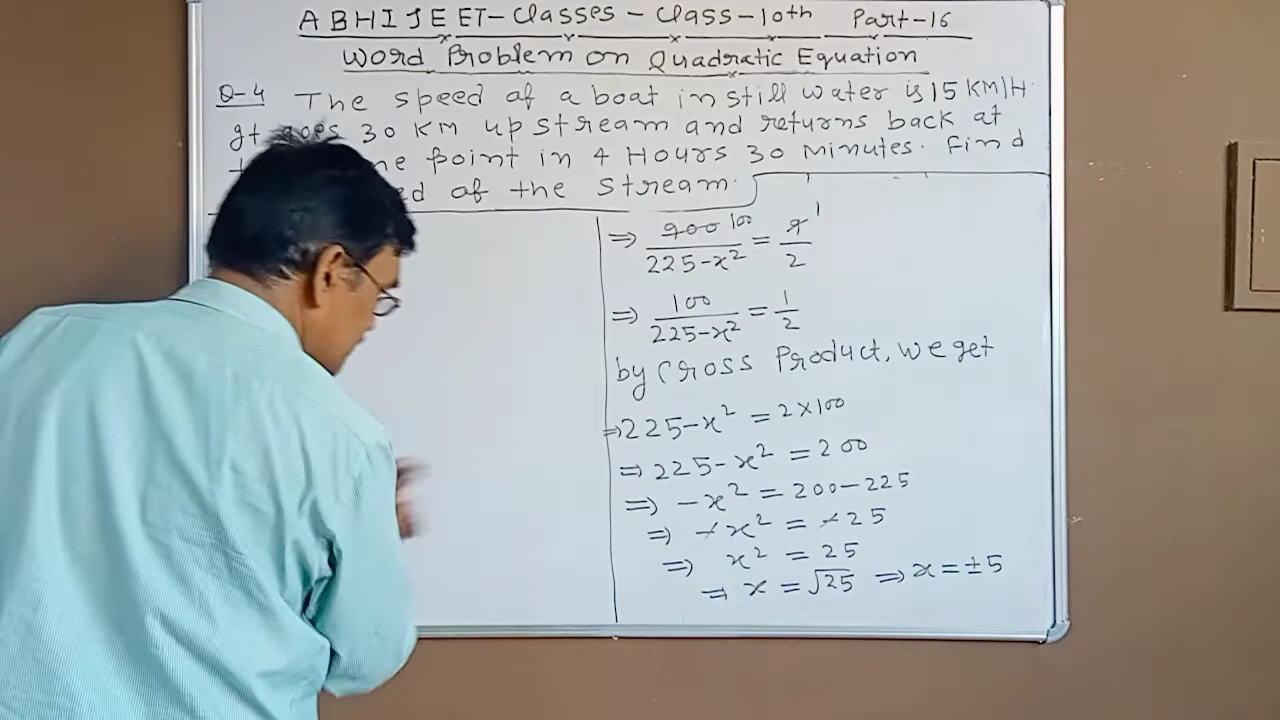 ABHIJEET-Classes-Class-10th Part-16
Word Problem on Quadratic Equation
Q-4 The speed of a boat in still water is 15 KM/H.
It goes 30 KM upstream and returns back at
point in 4 Hours 30 Minutes. Find
of the stream.
⇒ 900 100 / 225-x² = 9 1 / 2
⇒ 100 / 225-x² = 1 / 2
by Cross Product, we get
⇒ 225-x² = 2×100
⇒ 225-x² = 200
⇒ -x² = 200-225
⇒ -x² = -25
⇒ x² = 25
⇒ x = √25 ⇒ x = ±5